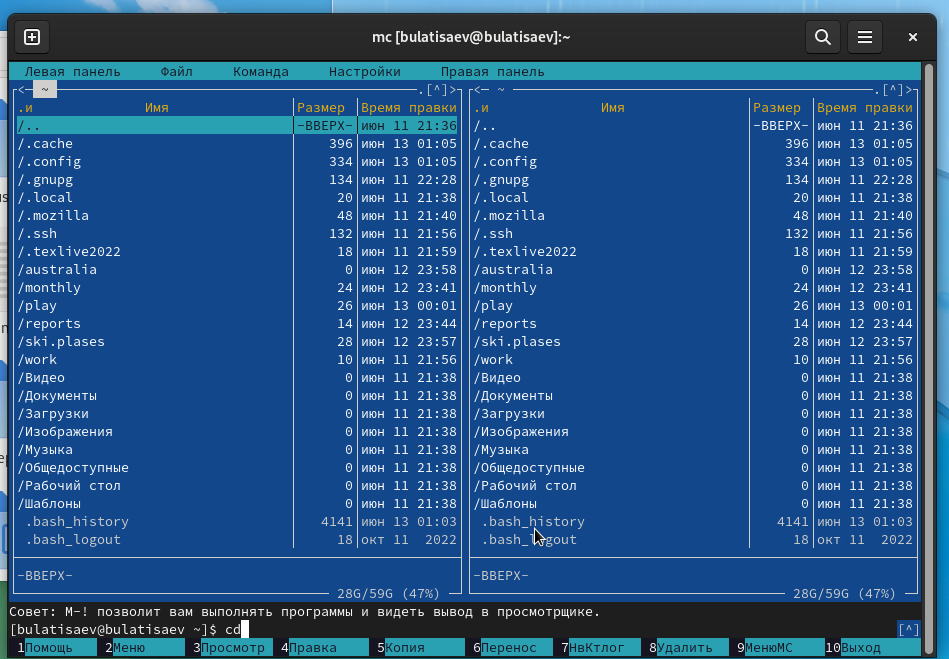 mc [bulatisaev@bulatisaev]:~
Левая панель Файл Команда Настройки Правая панель
<─ ~ .[^]> <─ ~ .[^]>
.и Имя Размер Время правки .и Имя Размер Время правки
/.. -ВВЕРХ- июн 11 21:36 /.. -ВВЕРХ- июн 11 21:36
/.cache 396 июн 13 01:05 /.cache 396 июн 13 01:05
/.config 334 июн 13 01:05 /.config 334 июн 13 01:05
/.gnupg 134 июн 11 22:28 /.gnupg 134 июн 11 22:28
/.local 20 июн 11 21:38 /.local 20 июн 11 21:38
/.mozilla 48 июн 11 21:40 /.mozilla 48 июн 11 21:40
/.ssh 132 июн 11 21:56 /.ssh 132 июн 11 21:56
/.texlive2022 18 июн 11 21:59 /.texlive2022 18 июн 11 21:59
/australia 0 июн 12 23:58 /australia 0 июн 12 23:58
/monthly 24 июн 12 23:41 /monthly 24 июн 12 23:41
/play 26 июн 13 00:01 /play 26 июн 13 00:01
/reports 14 июн 12 23:44 /reports 14 июн 12 23:44
/ski.plases 28 июн 12 23:57 /ski.plases 28 июн 12 23:57
/work 10 июн 11 21:56 /work 10 июн 11 21:56
/Видео 0 июн 11 21:38 /Видео 0 июн 11 21:38
/Документы 0 июн 11 21:38 /Документы 0 июн 11 21:38
/Загрузки 0 июн 11 21:38 /Загрузки 0 июн 11 21:38
/Изображения 0 июн 11 21:38 /Изображения 0 июн 11 21:38
/Музыка 0 июн 11 21:38 /Музыка 0 июн 11 21:38
/Общедоступные 0 июн 11 21:38 /Общедоступные 0 июн 11 21:38
/Рабочий стол 0 июн 11 21:38 /Рабочий стол 0 июн 11 21:38
/Шаблоны 0 июн 11 21:38 /Шаблоны 0 июн 11 21:38
.bash_history 4141 июн 13 01:03 .bash_history 4141 июн 13 01:03
.bash_logout 18 окт 11 2022 .bash_logout 18 окт 11 2022
-ВВЕРХ- -ВВЕРХ-
28G/59G (47%) 28G/59G (47%)
Совет: M-! позволит вам выполнять программы и видеть вывод в просмотрщике.
[bulatisaev@bulatisaev ~]$ cd [^]
1Помощь 2Меню 3Просмотр 4Правка 5Копия 6Перенос 7НвКтлог 8Удалить 9МенюMC 10Выход